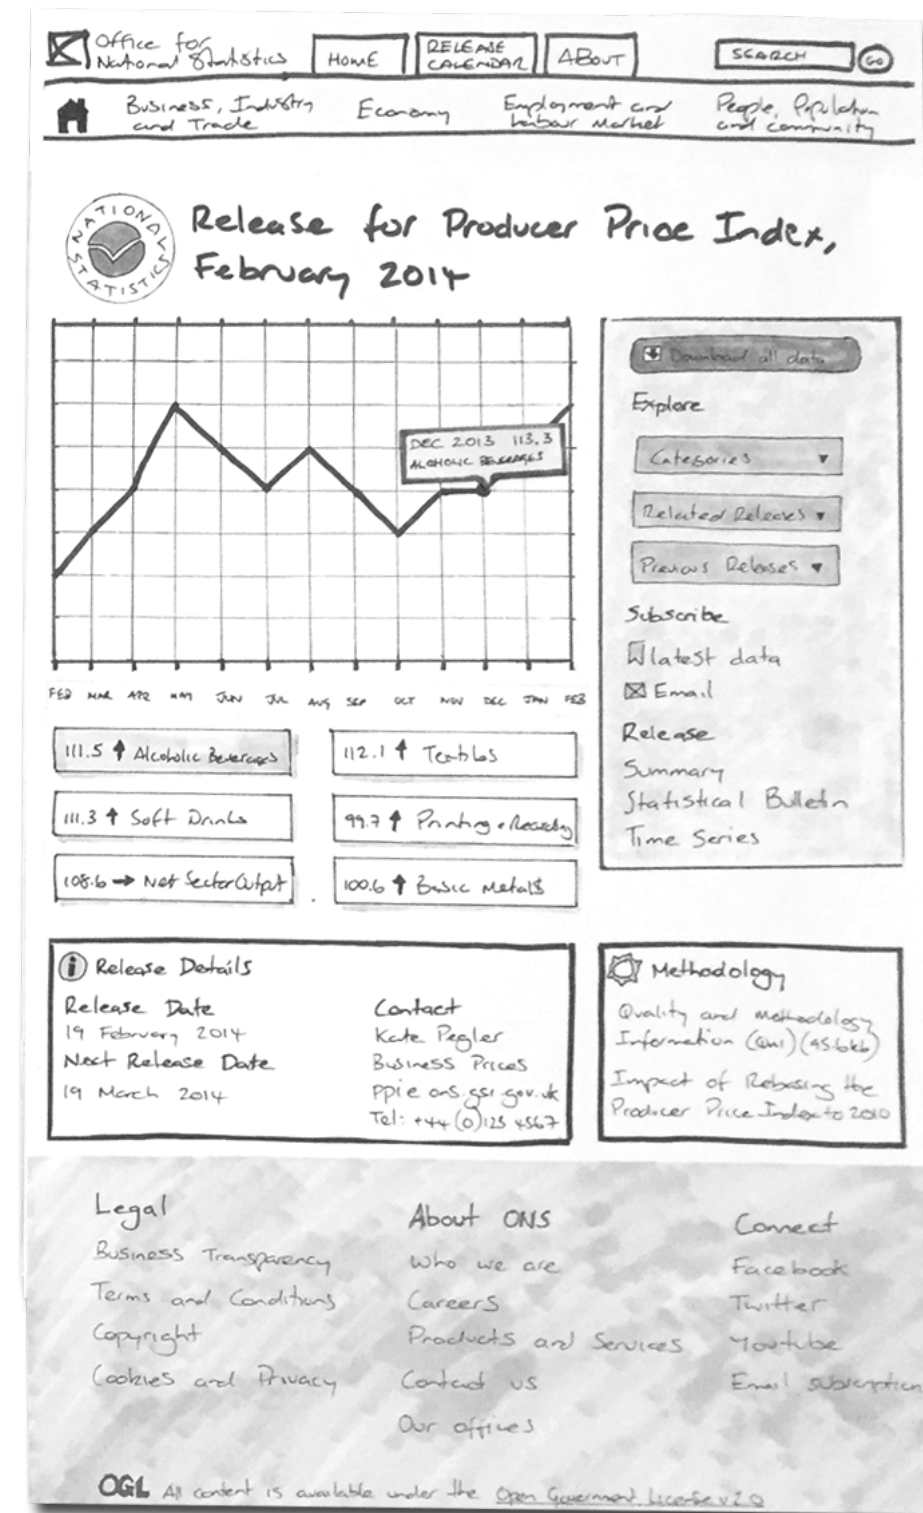 Office for
National Statistics
HOME
RELEASE
CALENDAR
ABOUT
SEARCH
GO
Business, Industry
and Trade
Economy
Employment and
Labour Market
People, Population
and community
NATIONAL
STATISTICS
Release for Producer Price Index,
February 2014
DEC 2013 113.3
ALOHOLIC BEVERAGES
FEB MAR APR MAY JUN JUL AUG SEP OCT NOV DEC JAN FEB
111.5 ↑ Alcoholic Beverages
112.1 ↑ Textiles
111.3 ↑ Soft Drinks
99.7 ↑ Printing + Recording
108.6 → Net Sector Output
100.6 ↑ Basic Metals
Download all data
Explore
Categories ▼
Related Releases ▼
Previous Releases ▼
Subscribe
latest data
Email
Release
Summary
Statistical Bulletin
Time Series
i Release Details
Release Date
19 February 2014
Next Release Date
19 March 2014
Contact
Kate Pegler
Business Prices
ppi@ons.gsi.gov.uk
Tel: +44 (0)123 4567
Methodology
Quality and methodology
Information (QMI) (45.6kb)
Impact of Rebasing the
Producer Price Index to 2010
Legal
Business Transparency
Terms and Conditions
Copyright
Cookies and Privacy
About ONS
Who we are
Careers
Products and Services
Contact us
Our offices
Connect
Facebook
Twitter
Youtube
Email subscription
OGL All content is available under the Open Government License v2.0